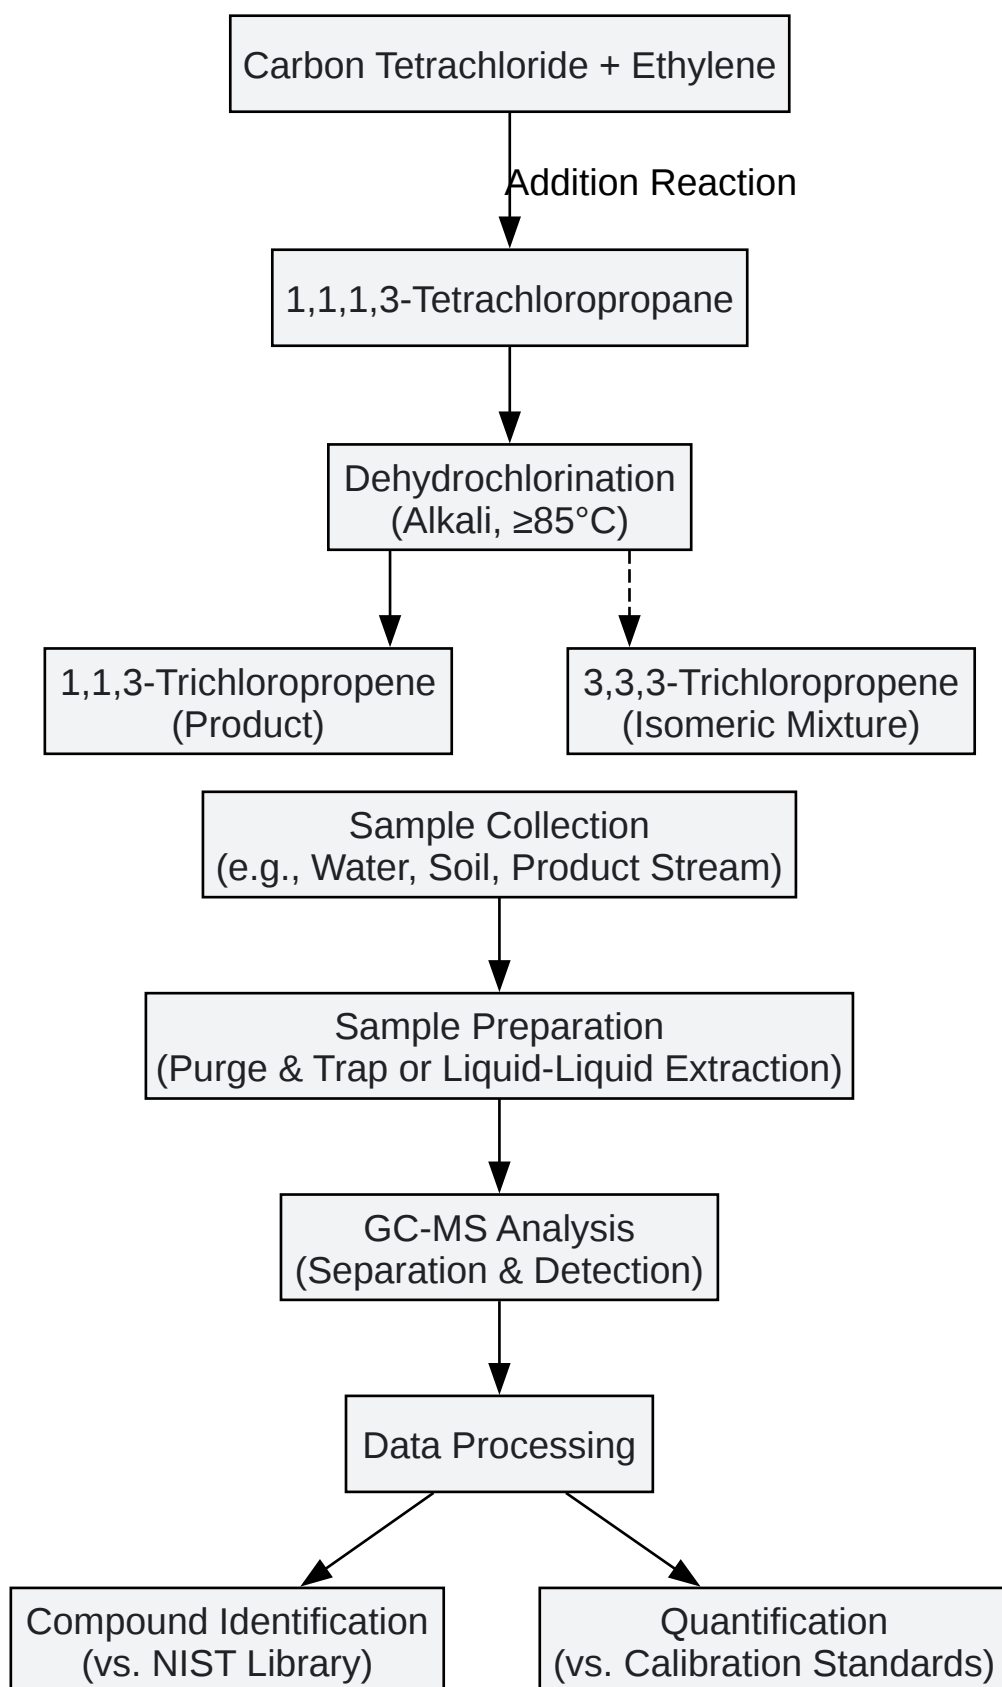 Carbon Tetrachloride + Ethylene
Addition Reaction
1,1,1,3-Tetrachloropropane
Dehydrochlorination
(Alkali, ≥85°C)
1,1,3-Trichloropropene
(Product)
3,3,3-Trichloropropene
(Isomeric Mixture)
Sample Collection
(e.g., Water, Soil, Product Stream)
Sample Preparation
(Purge & Trap or Liquid-Liquid Extraction)
GC-MS Analysis
(Separation & Detection)
Data Processing
Compound Identification
(vs. NIST Library)
Quantification
(vs. Calibration Standards)